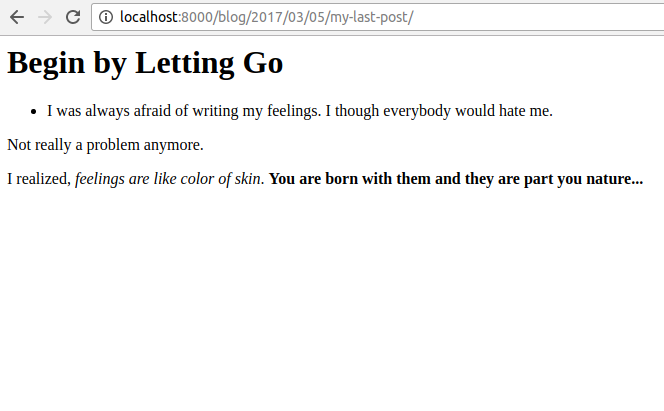 localhost:8000/blog/2017/03/05/my-last-post/
Begin by Letting Go
• I was always afraid of writing my feelings. I though everybody would hate me.
Not really a problem anymore.
I realized, feelings are like color of skin. You are born with them and they are part you nature...